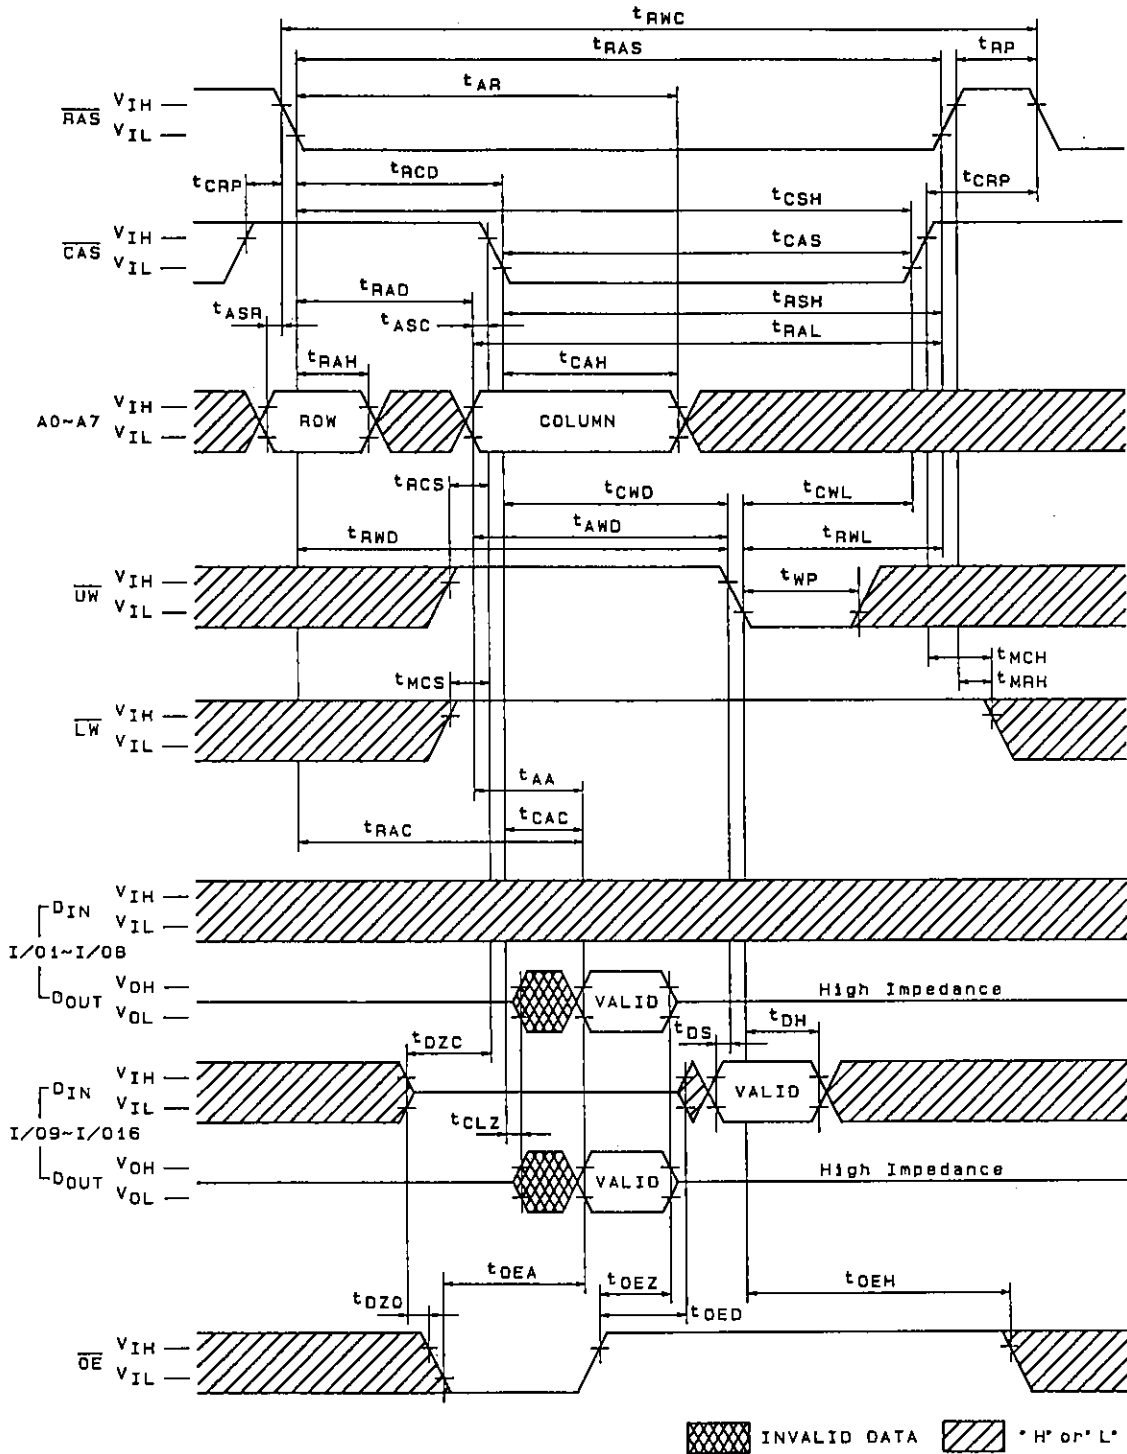 tRWC
tRAS
tRP
tAR
RAS VIH
VIL
tCRP
tRCD
tCRP
tCSH
CAS VIH
VIL
tCAS
tRAD
tRSH
tASR
tASC
tRAL
tRAH
tCAH
A0~A7 VIH
VIL
ROW
COLUMN
tRCS
tCWD
tCWL
tRWD
tAWD
tRWL
UW VIH
VIL
tWP
tMCH
tMCS
tMRH
LW VIH
VIL
tAA
tCAC
tRAC
DIN VIH
VIL
I/O1~I/O8
DOUT VOH
VOL
VALID
High Impedance
tDZC
tDS
tDH
DIN VIH
VIL
VALID
I/O9~I/O16
tCLZ
DOUT VOH
VOL
VALID
High Impedance
tOEA
tOEZ
tOEH
tDZO
tOED
OE VIH
VIL
INVALID DATA
"H" or "L"